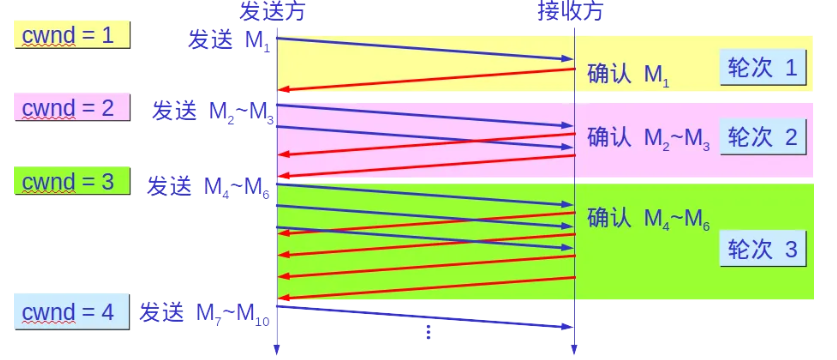 发送方 接收方
cwnd = 1 发送 M1 确认 M1 轮次 1
cwnd = 2 发送 M2~M3 确认 M2~M3 轮次 2
cwnd = 3 发送 M4~M6 确认 M4~M6 轮次 3
cwnd = 4 发送 M7~M10